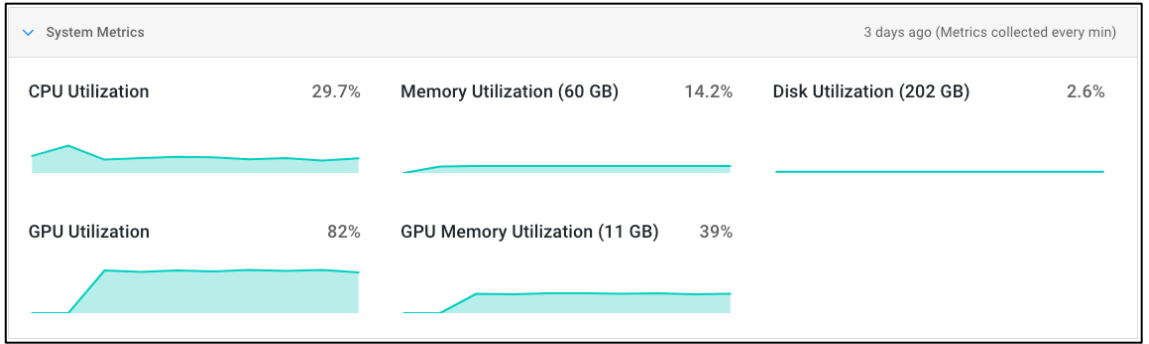 System Metrics 3 days ago (Metrics collected every min)
CPU Utilization 29.7% Memory Utilization (60 GB) 14.2% Disk Utilization (202 GB) 2.6%
GPU Utilization 82% GPU Memory Utilization (11 GB) 39%